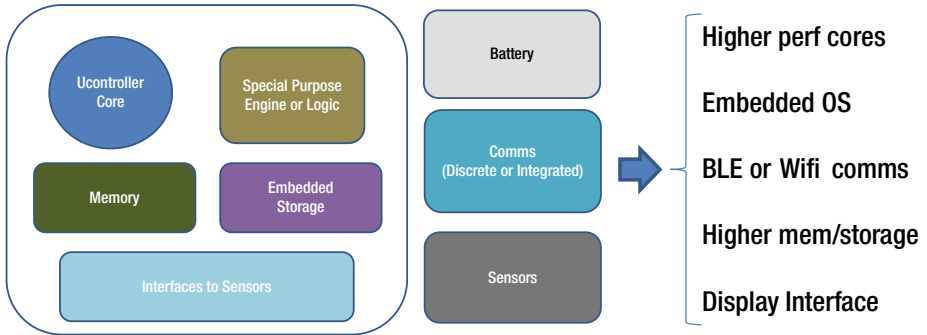 Ucontroller
Core
Special Purpose
Engine or Logic
Memory
Embedded
Storage
Interfaces to Sensors
Battery
Comms
(Discrete or Integrated)
Sensors
Higher perf cores
Embedded OS
BLE or Wifi comms
Higher mem/storage
Display Interface